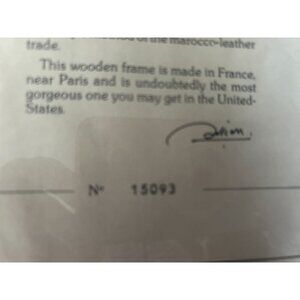 of the marocco-leather
trade.
This wooden frame is made in France,
near Paris and is undoubtedly the most
gorgeous one you may get in the United-
States.
Nº 15093